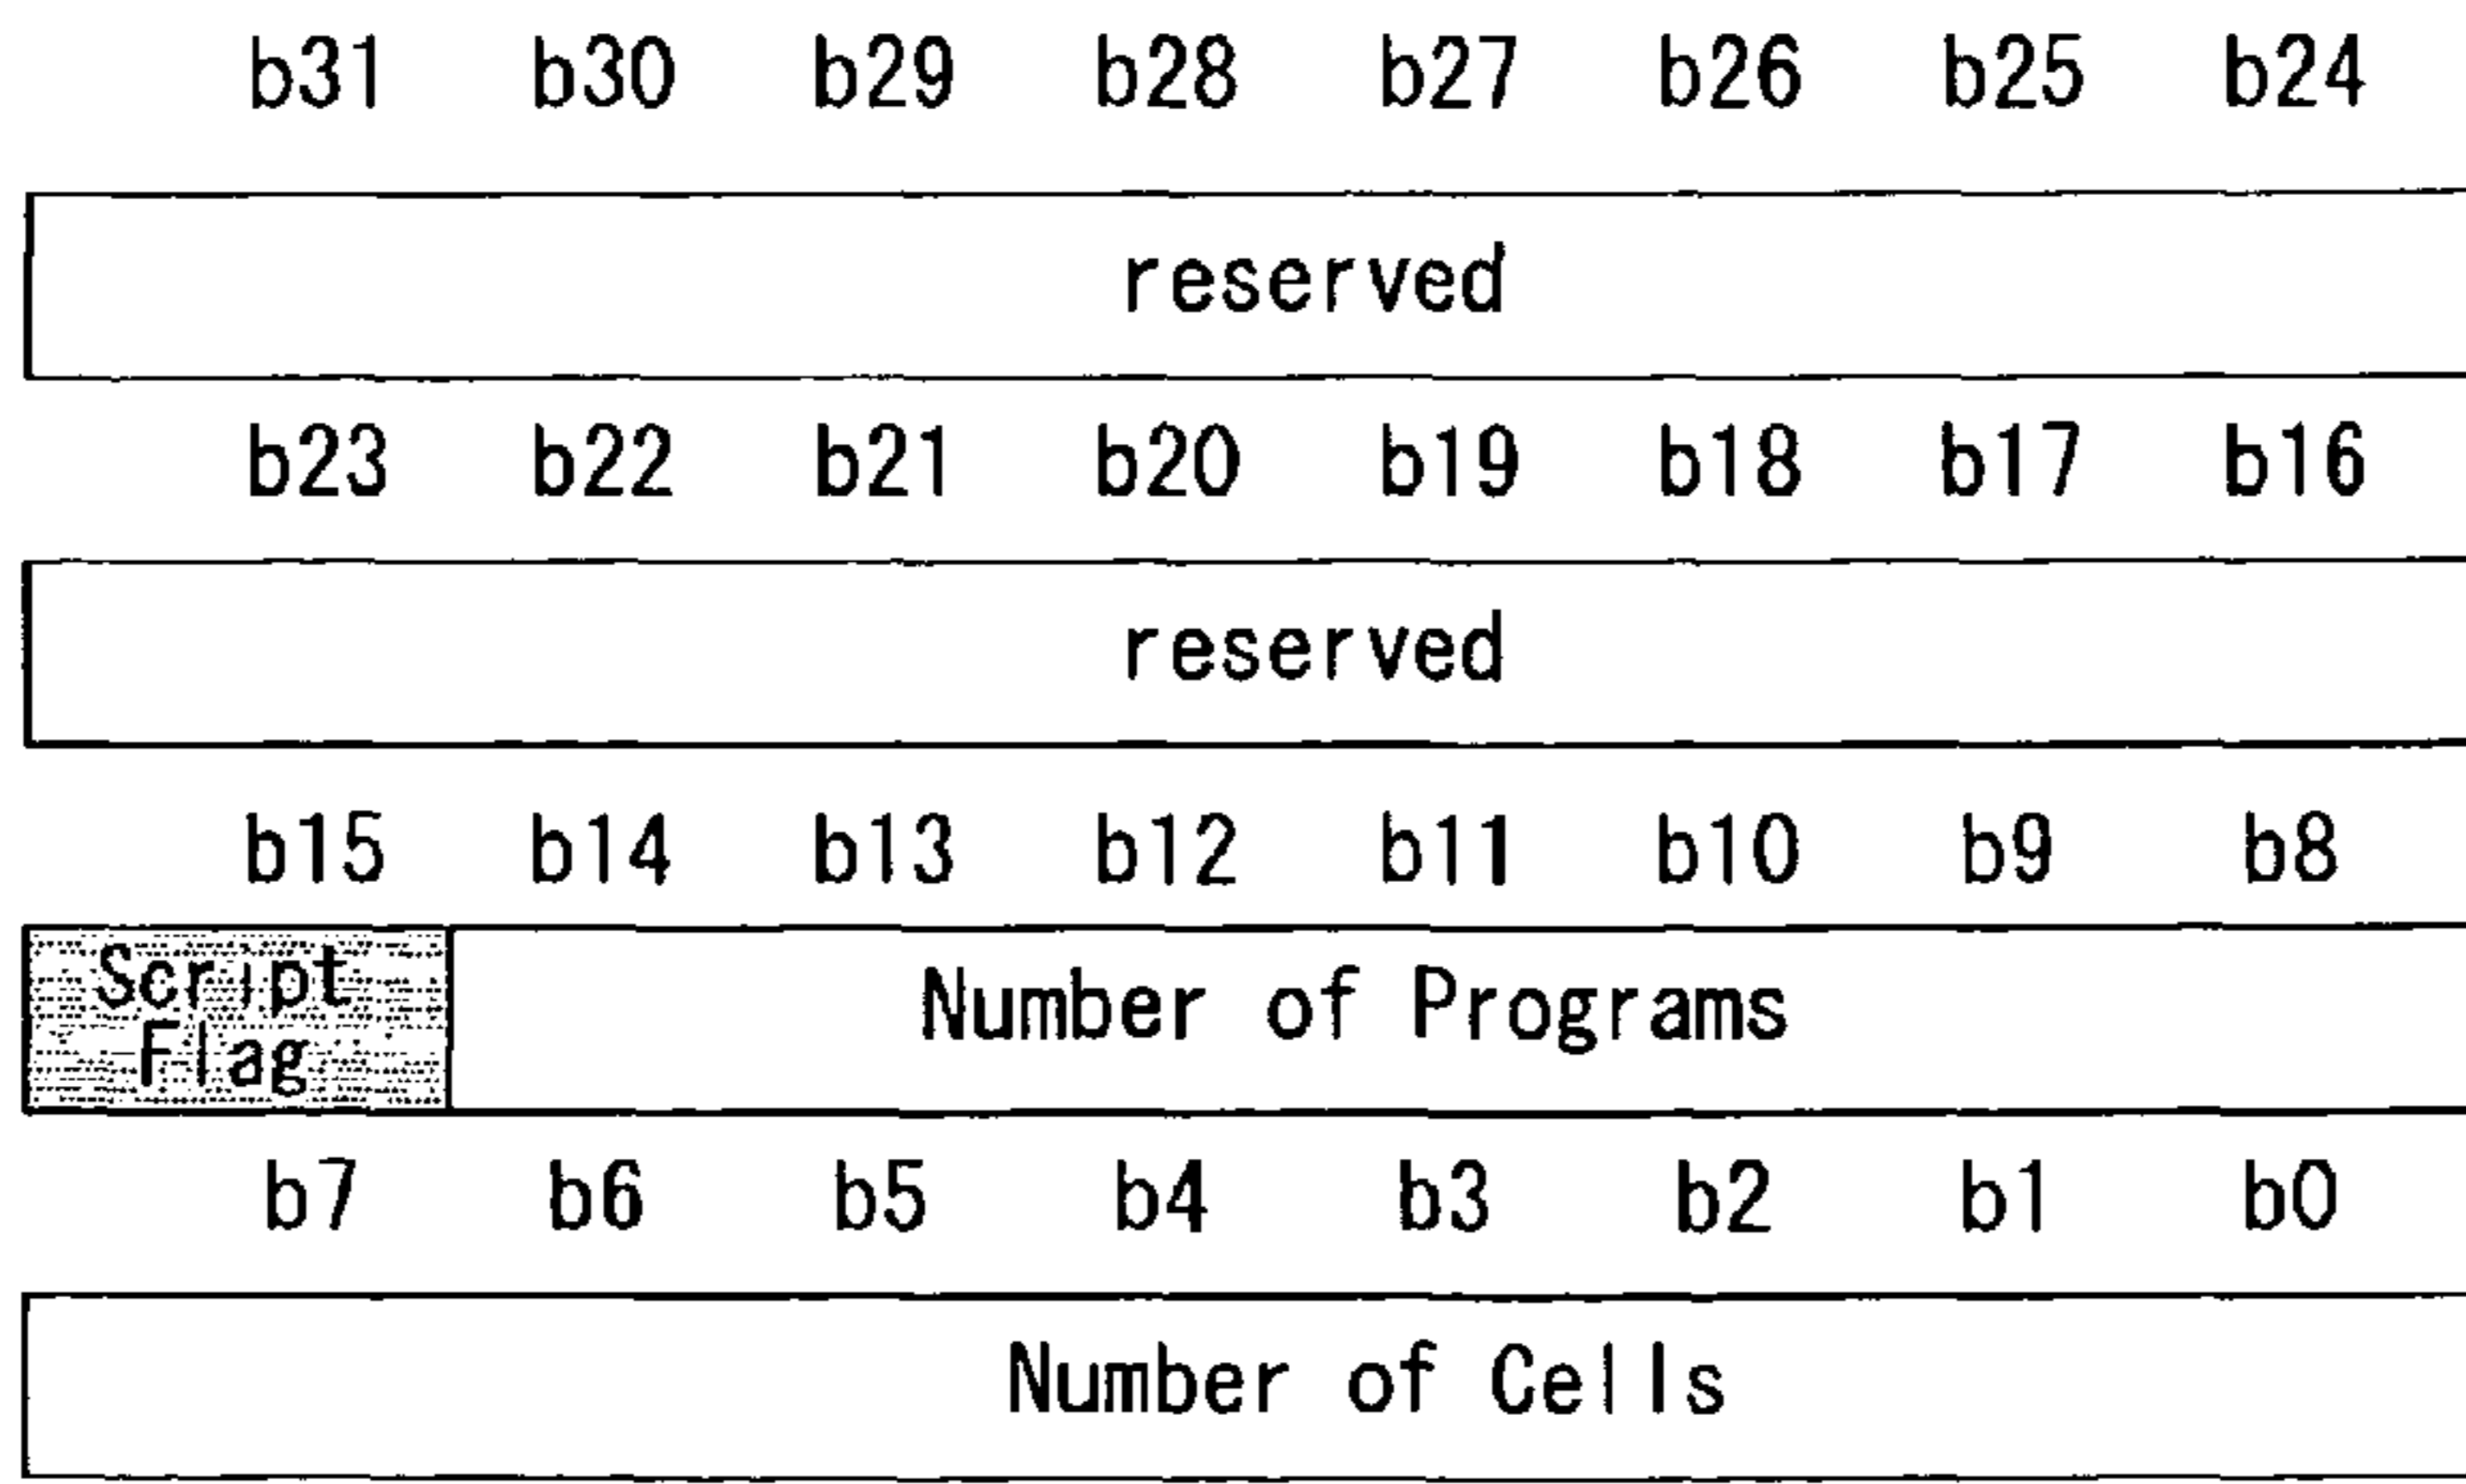 b31 b30 b29 b28 b27 b26 b25 b24
reserved
b23 b22 b21 b20 b19 b18 b17 b16
reserved
b15 b14 b13 b12 b11 b10 b9 b8
Script
Flag
Number of Programs
b7 b6 b5 b4 b3 b2 b1 b0
Number of Cells